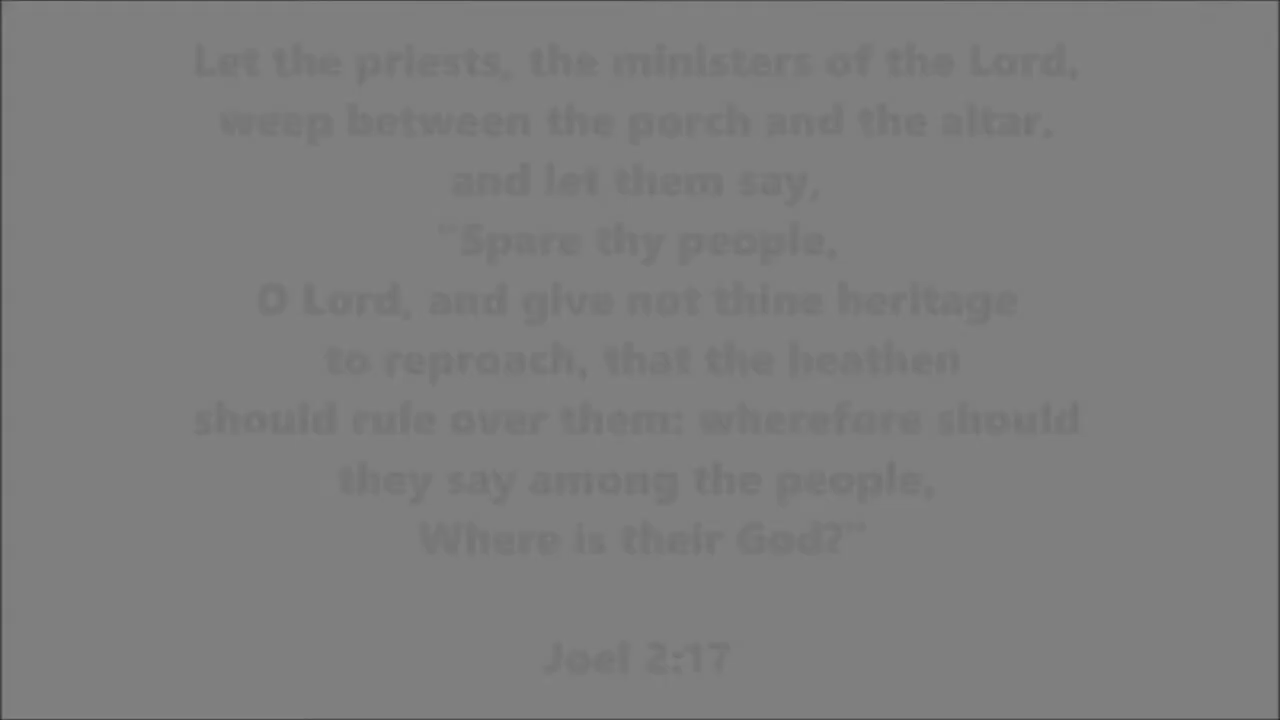 Let the priests, the ministers of the Lord,
weep between the porch and the altar,
and let them say,
"Spare thy people,
O Lord, and give not thine heritage
to reproach, that the heathen
should rule over them: wherefore should
they say among the people,
Where is their God?"
Joel 2:17